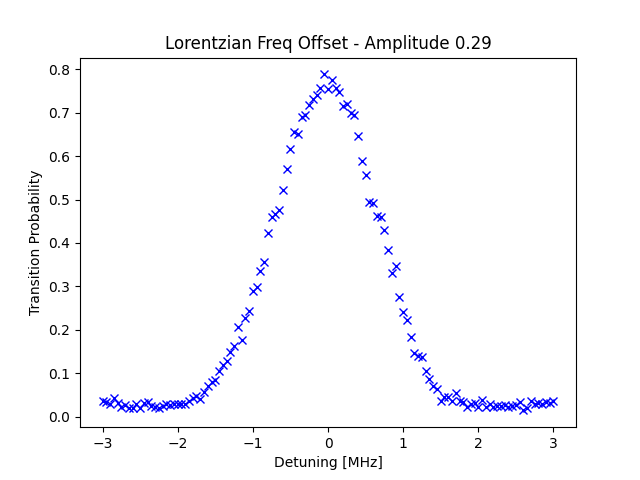 Lorentzian Freq Offset - Amplitude 0.29
Transition Probability
0.8
0.7
0.6
0.5
0.4
0.3
0.2
0.1
0.0
−3 −2 −1 0 1 2 3
Detuning [MHz]